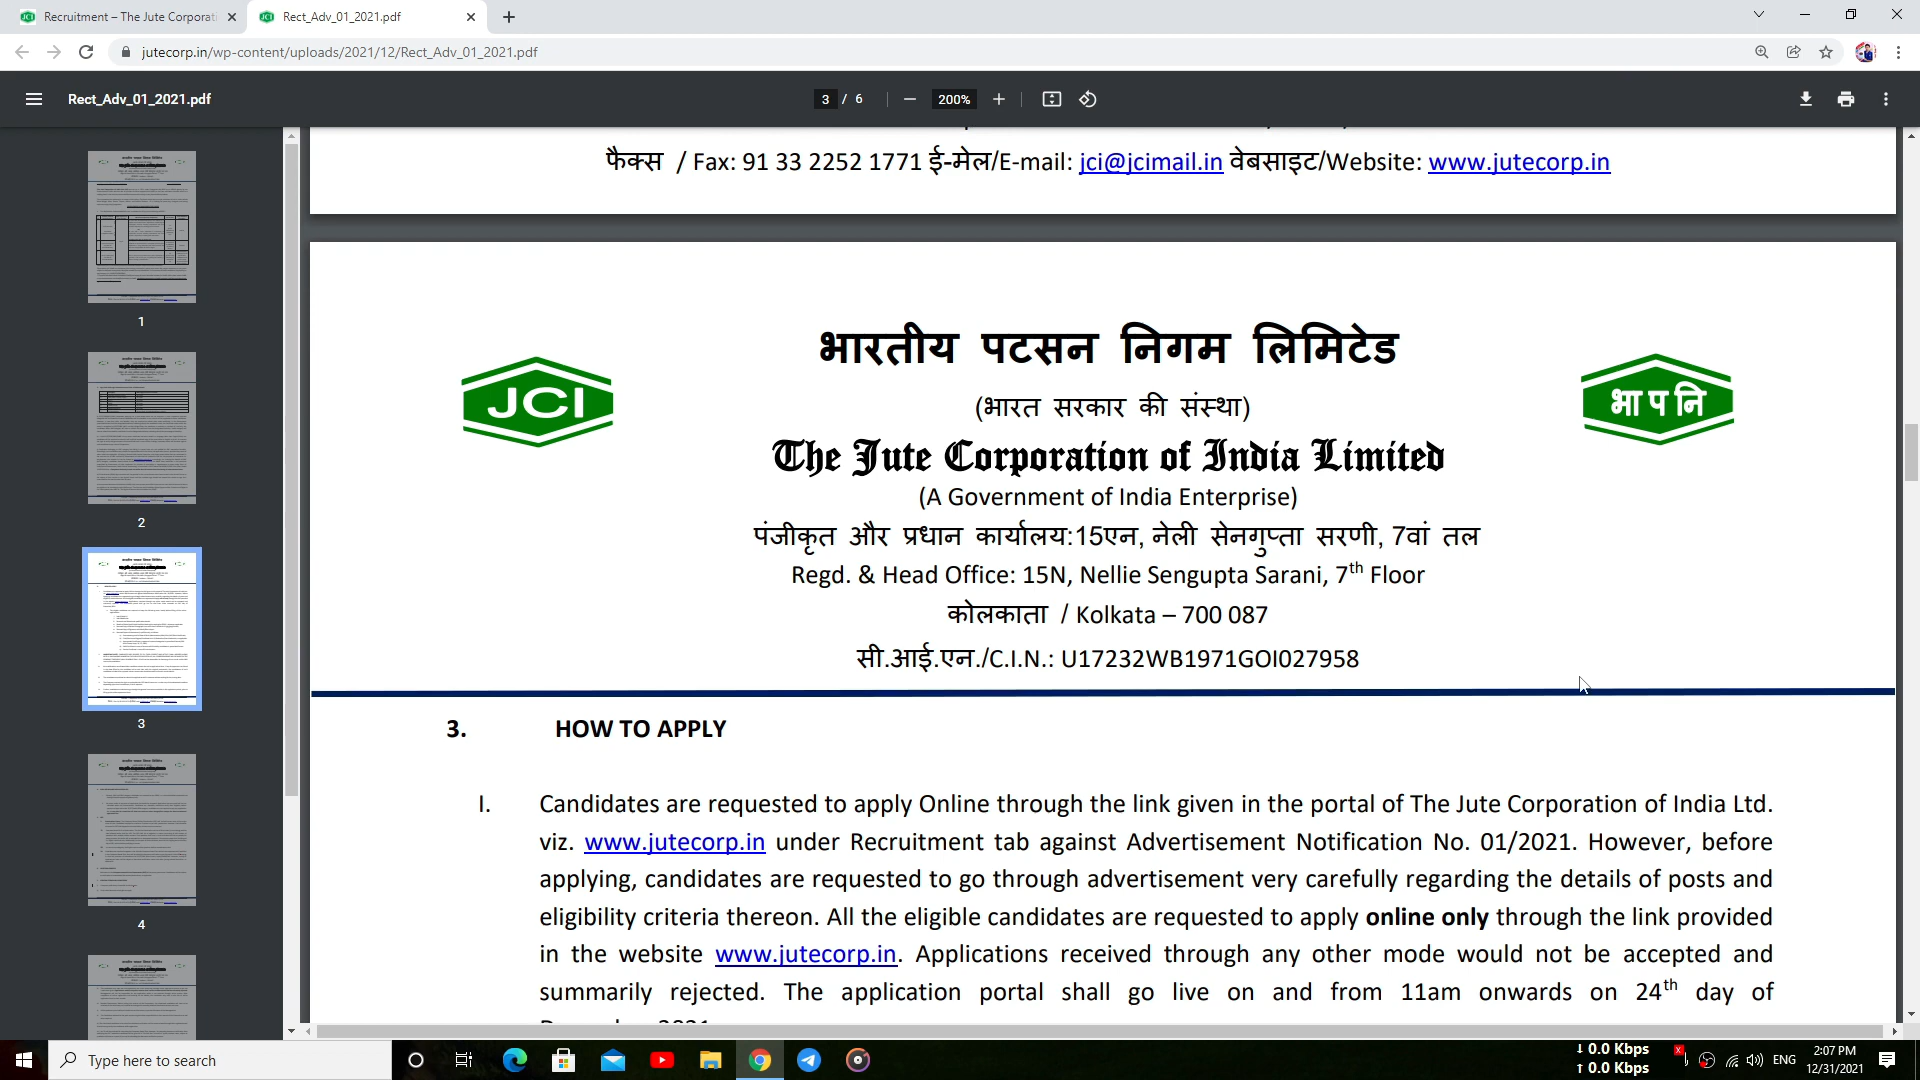 Recruitment – The Jute Corporati
Rect_Adv_01_2021.pdf
jutecorp.in/wp-content/uploads/2021/12/Rect_Adv_01_2021.pdf
Rect_Adv_01_2021.pdf
3 / 6
200%
फैक्स / Fax: 91 33 2252 1771 ई-मेल/E-mail: jci@jcimail.in वेबसाइट/Website: www.jutecorp.in
भारतीय पटसन निगम लिमिटेड
JCI
भा प नि
(भारत सरकार की संस्था)
The Jute Corporation of India Limited
(A Government of India Enterprise)
पंजीकृत और प्रधान कार्यालय:15एन, नेली सेनगुप्ता सरणी, 7वां तल
Regd. & Head Office: 15N, Nellie Sengupta Sarani, 7th Floor
कोलकाता / Kolkata – 700 087
सी.आई.एन./C.I.N.: U17232WB1971GOI027958
3. HOW TO APPLY
I. Candidates are requested to apply Online through the link given in the portal of The Jute Corporation of India Ltd.
viz. www.jutecorp.in under Recruitment tab against Advertisement Notification No. 01/2021. However, before
applying, candidates are requested to go through advertisement very carefully regarding the details of posts and
eligibility criteria thereon. All the eligible candidates are requested to apply online only through the link provided
in the website www.jutecorp.in. Applications received through any other mode would not be accepted and
summarily rejected. The application portal shall go live on and from 11am onwards on 24th day of
1
2
3
4
Type here to search
↓ 0.0 Kbps
↑ 0.0 Kbps
ENG
2:07 PM
12/31/2021